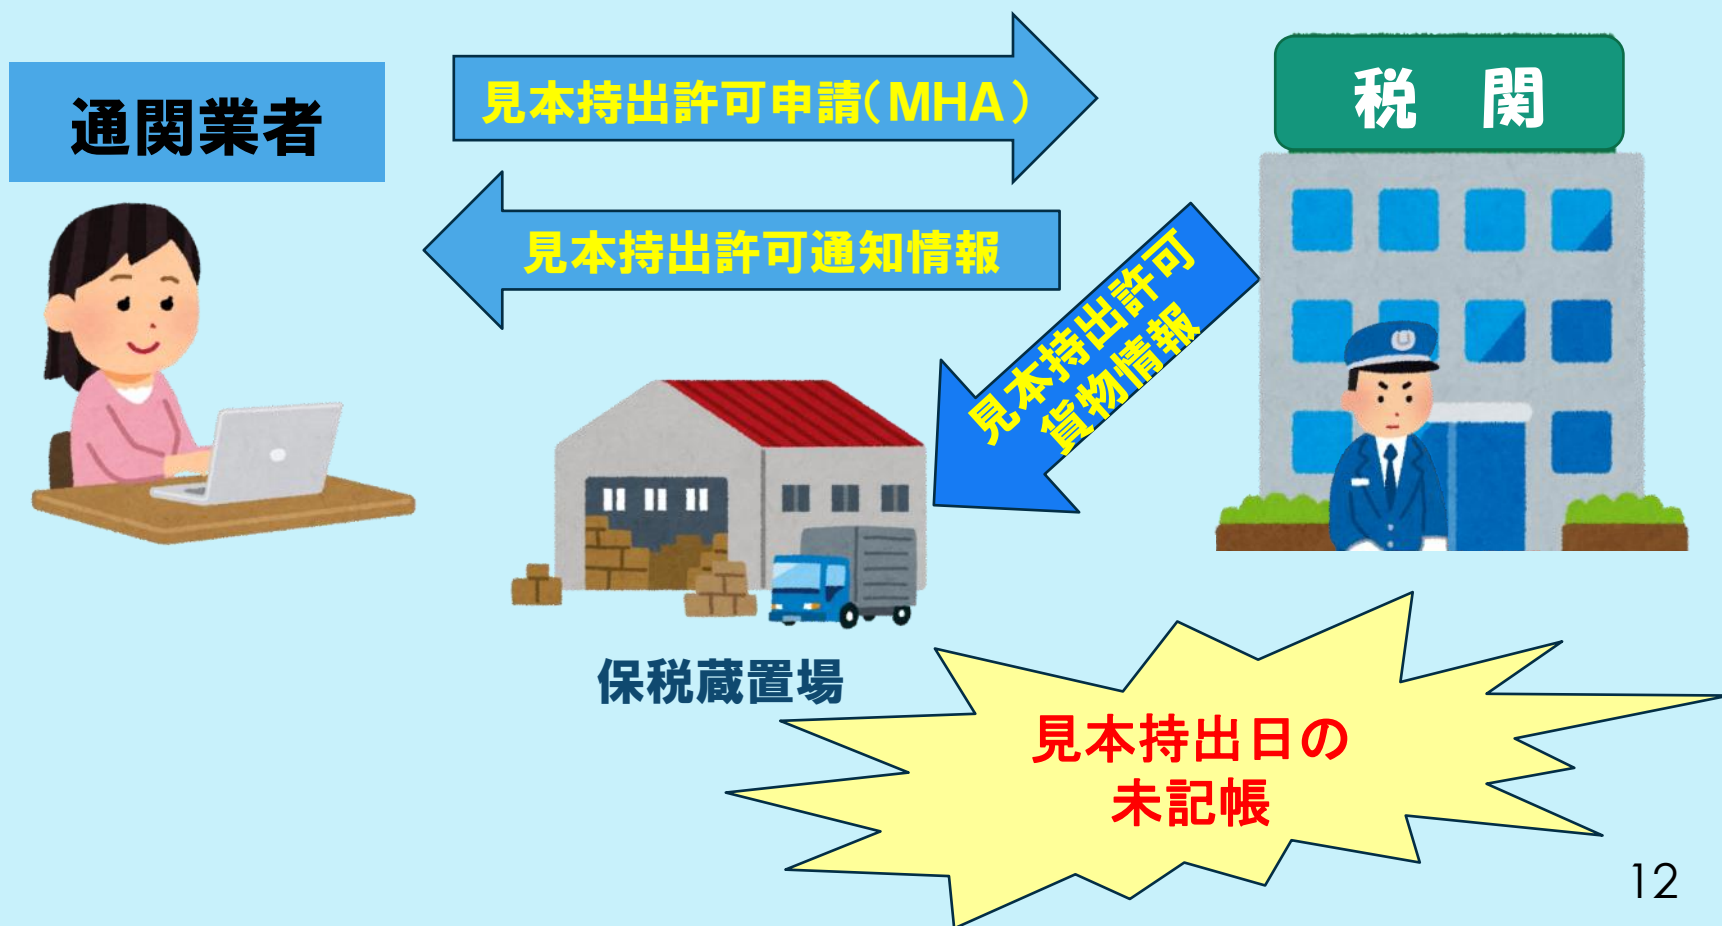 通関業者
見本持出許可申請(MHA)
税 関
見本持出許可通知情報
見本持出許可
貨物情報
保税蔵置場
見本持出日の
未記帳
12